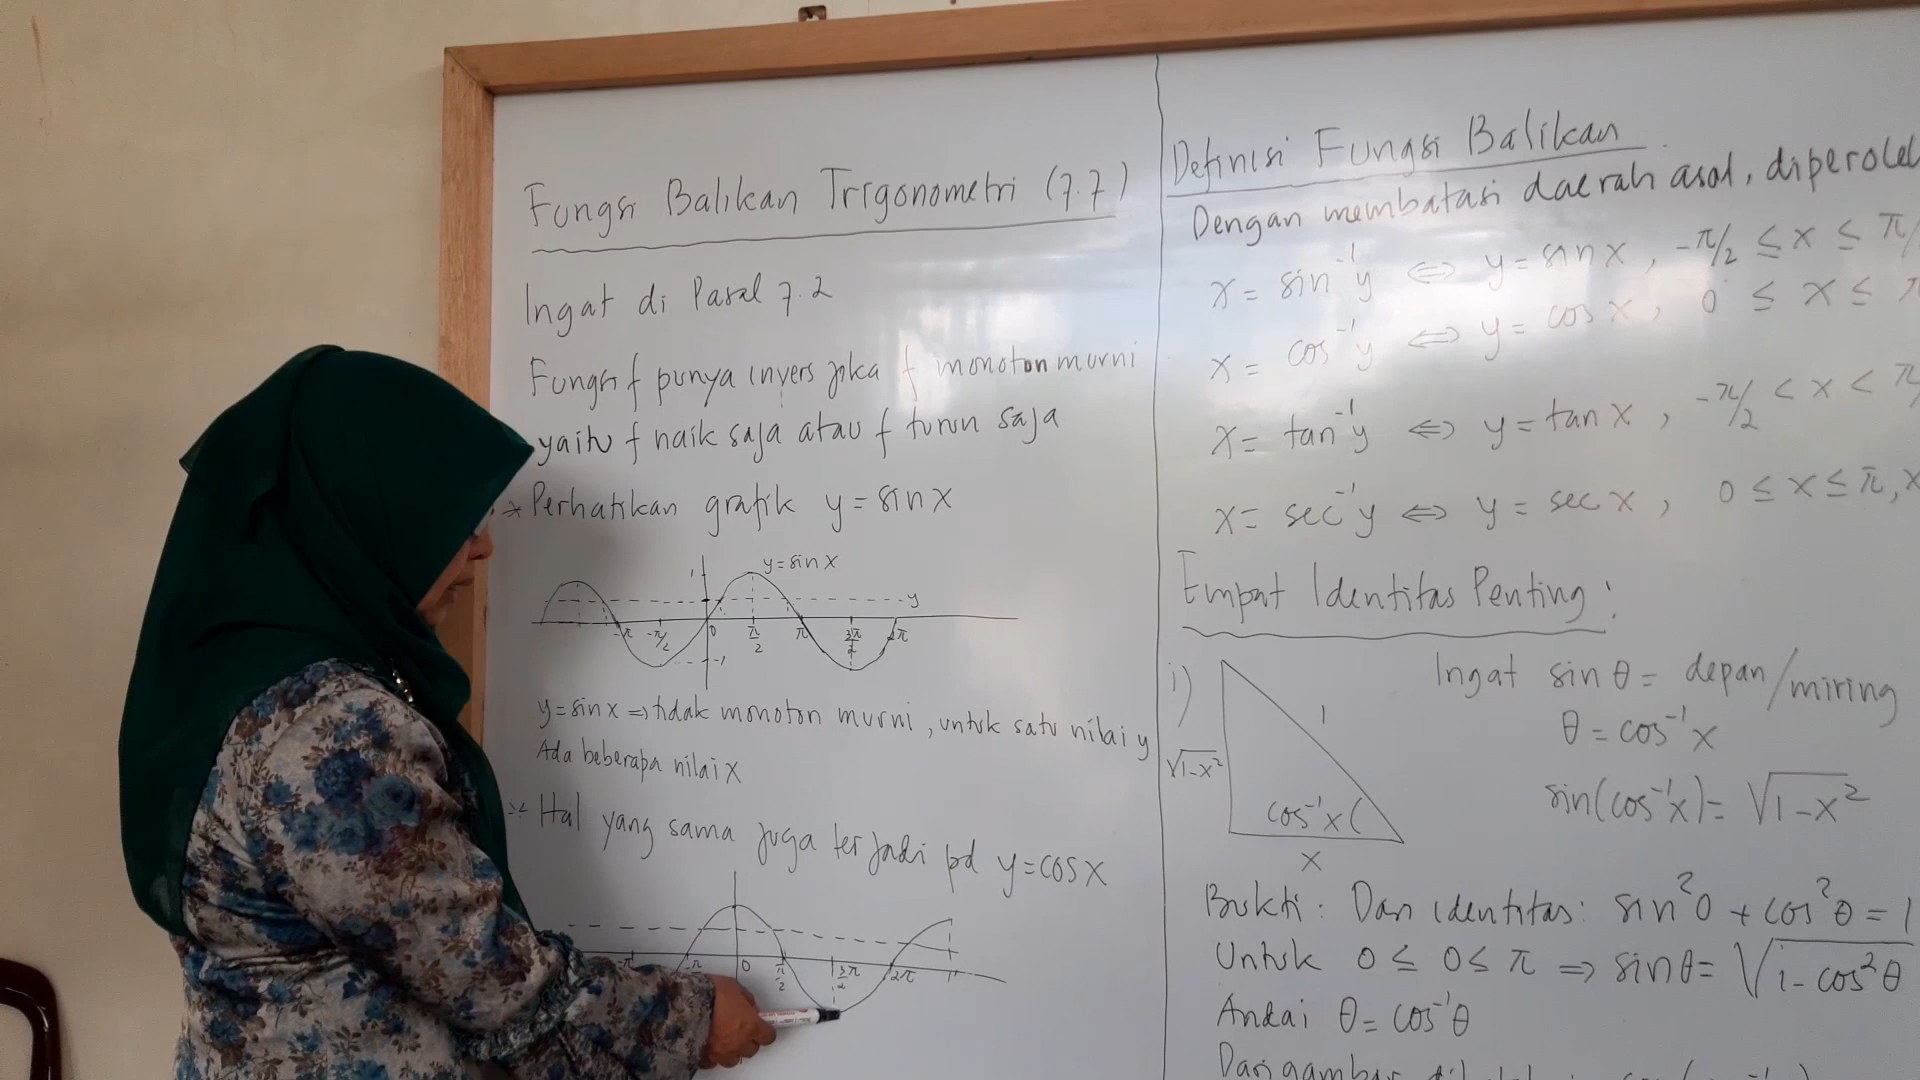 Fungsi Balikan Trigonometri (7.7)
Ingat di Pasal 7.2
Fungsi f punya invers jika f monoton murni
yaitu f naik saja atau f turun saja
* Perhatikan grafik y = sin x
1
y = sin x
y
-π -π/2 0 π/2 π 3π/2 2π
-1
y = sin x ⇒ tidak monoton murni, untuk satu nilai y
Ada beberapa nilai x
* Hal yang sama juga terjadi pd y = cos x
-π -π 0 π/2 3π/2 2π
Definisi Fungsi Balikan
Dengan membatasi daerah asal, diperoleh
x = sin⁻¹y ⇔ y = sin x, -π/2 ≤ x ≤ π/
x = cos⁻¹y ⇔ y = cos x, 0 ≤ x ≤ π
x = tan⁻¹y ⇔ y = tan x, -π/2 < x < π/
x = sec⁻¹y ⇔ y = sec x, 0 ≤ x ≤ π, x
Empat Identitas Penting:
i)
1
√1-x²
cos⁻¹x
x
Ingat sin θ = depan/miring
θ = cos⁻¹x
sin(cos⁻¹x) = √1-x²
Bukti: Dari identitas: sin²θ + cos²θ = 1
Untuk 0 ≤ θ ≤ π ⇒ sin θ = √1-cos²θ
Andai θ = cos⁻¹θ
Dari gambar